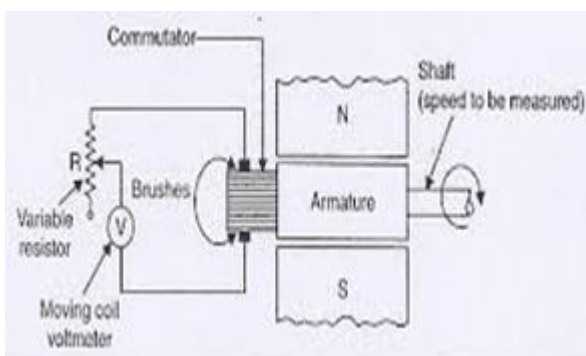 Commutator
Shaft
(speed to be measured)
N
R
Brushes
Armature
Variable
resistor
V
S
Moving coil
voltmeter